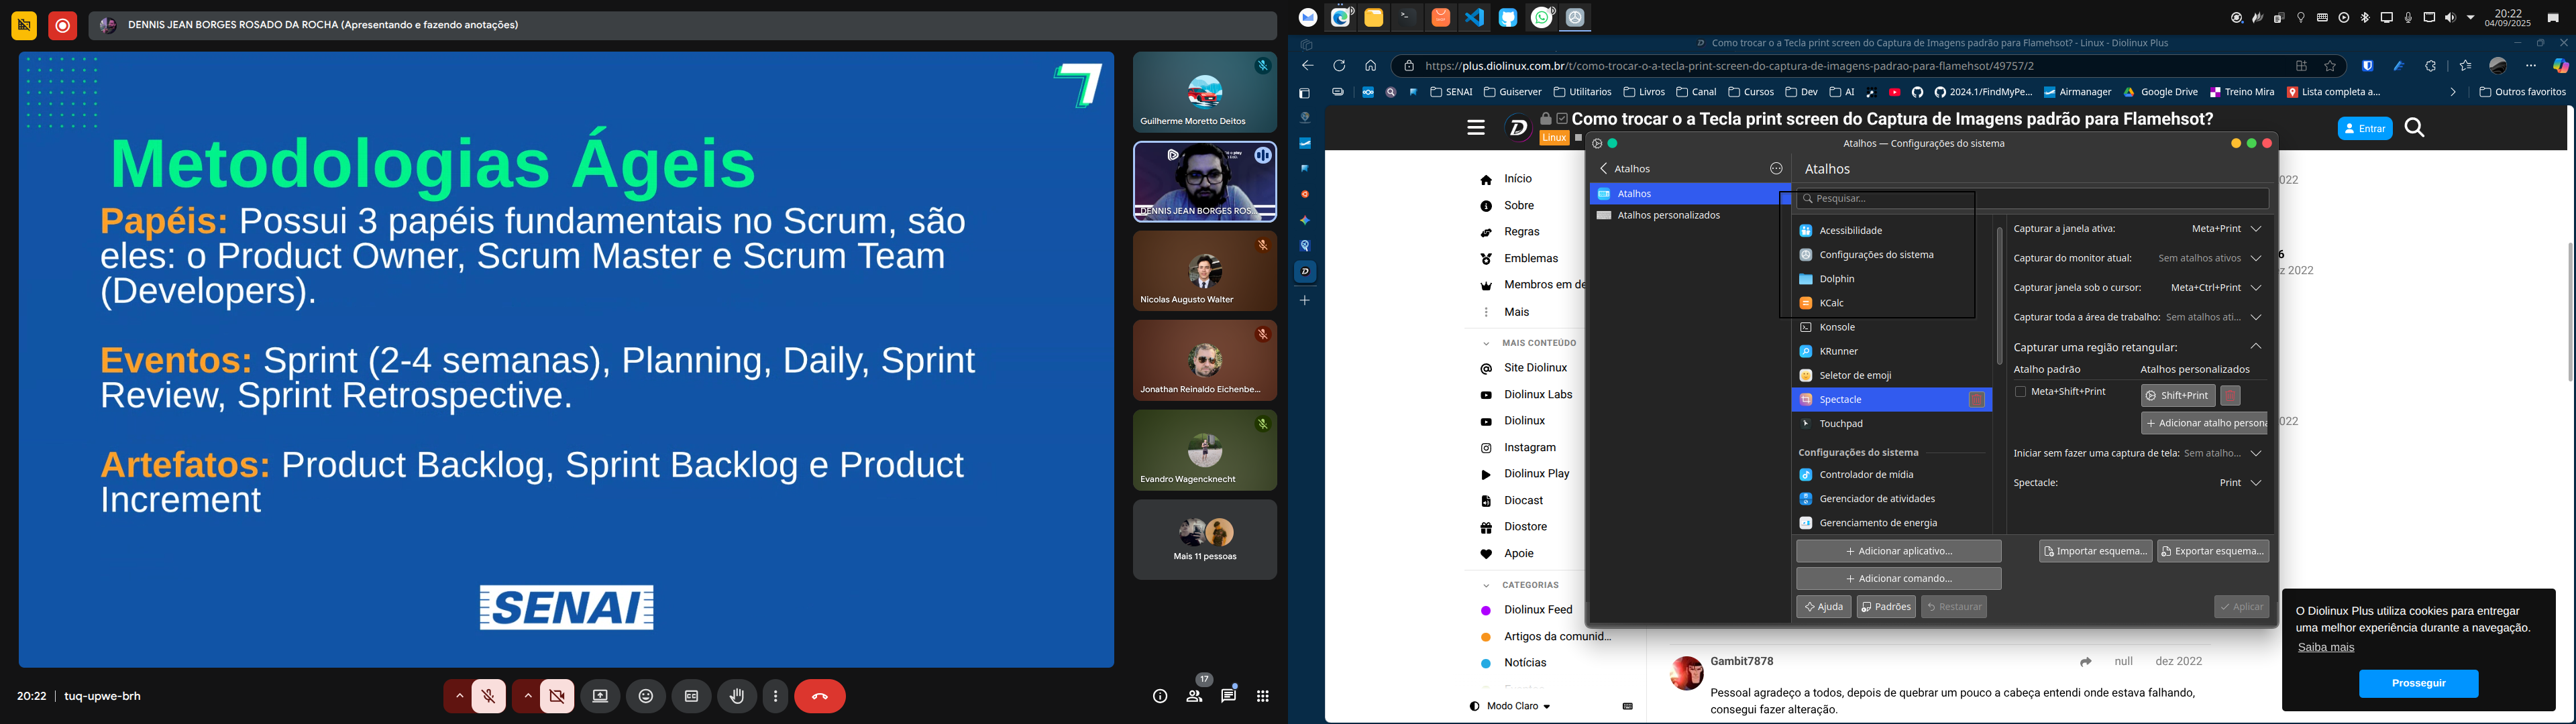 DENNIS JEAN BORGES ROSADO DA ROCHA (Apresentando e fazendo anotações)
Metodologias Ágeis
Papéis: Possui 3 papéis fundamentais no Scrum, são
eles: o Product Owner, Scrum Master e Scrum Team
(Developers).
Eventos: Sprint (2-4 semanas), Planning, Daily, Sprint
Review, Sprint Retrospective.
Artefatos: Product Backlog, Sprint Backlog e Product
Increment
SENAI
Guilherme Moretto Deitos
DENNIS JEAN BORGES ROS...
Nicolas Augusto Walter
Jonathan Reinaldo Eichenbe...
Evandro Wagencknecht
Mais 11 pessoas
20:22 | tuq-upwe-brh
17
20:22
04/09/2025
Como trocar o a Tecla print screen do Captura de Imagens padrão para Flamehsot? - Linux - Diolinux Plus
https://plus.diolinux.com.br/t/como-trocar-o-a-tecla-print-screen-do-captura-de-imagens-padrao-para-flamehsot/49757/2
SENAI
Guiserver
Utilitarios
Livros
Canal
Cursos
Dev
AI
2024.1/FindMyPe...
Airmanager
Google Drive
Treino Mira
Lista completa a...
Outros favoritos
Como trocar o a Tecla print screen do Captura de Imagens padrão para Flamehsot?
Linux
Entrar
Início
Sobre
Regras
Emblemas
Membros em de
Mais
MAIS CONTEÚDO
Site Diolinux
Diolinux Labs
Diolinux
Instagram
Diolinux Play
Diocast
Diostore
Apoie
CATEGORIAS
Diolinux Feed
Artigos da comunid...
Notícias
Modo Claro
Atalhos — Configurações do sistema
Atalhos
Atalhos
Atalhos personalizados
Atalhos
Pesquisar...
Acessibilidade
Configurações do sistema
Dolphin
KCalc
Konsole
KRunner
Seletor de emoji
Spectacle
Touchpad
Configurações do sistema
Controlador de mídia
Gerenciador de atividades
Gerenciamento de energia
Adicionar aplicativo...
Adicionar comando...
Ajuda
Padrões
Restaurar
Capturar a janela ativa: Meta+Print
Capturar do monitor atual: Sem atalhos ativos
Capturar janela sob o cursor: Meta+Ctrl+Print
Capturar toda a área de trabalho: Sem atalhos ati...
Capturar uma região retangular:
Atalho padrão Atalhos personalizados
Meta+Shift+Print Shift+Print
Adicionar atalho persona
Iniciar sem fazer uma captura de tela: Sem atalho...
Spectacle: Print
Importar esquema...
Exportar esquema...
Aplicar
022
6
z 2022
022
Gambit7878
null
dez 2022
Pessoal agradeço a todos, depois de quebrar um pouco a cabeça entendi onde estava falhando,
consegui fazer alteração.
O Diolinux Plus utiliza cookies para entregar
uma melhor experiência durante a navegação.
Saiba mais
Prosseguir